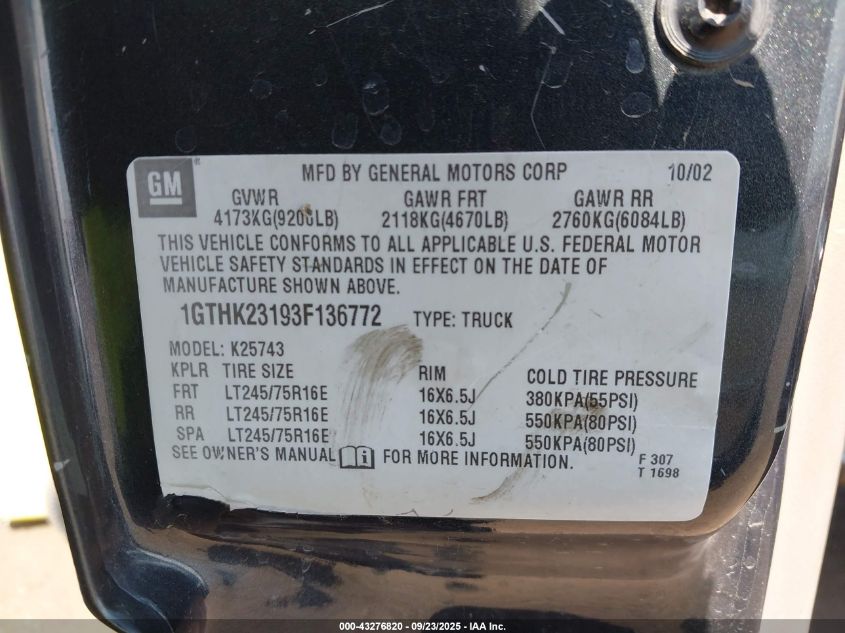 GM
MFD BY GENERAL MOTORS CORP 10/02
GVWR GAWR FRT GAWR RR
4173KG(9200LB) 2118KG(4670LB) 2760KG(6084LB)
THIS VEHICLE CONFORMS TO ALL APPLICABLE U.S. FEDERAL MOTOR
VEHICLE SAFETY STANDARDS IN EFFECT ON THE DATE OF
MANUFACTURE SHOWN ABOVE.
1GTHK23193F136772 TYPE: TRUCK
MODEL: K25743
KPLR TIRE SIZE RIM COLD TIRE PRESSURE
FRT LT245/75R16E 16X6.5J 380KPA(55PSI)
RR LT245/75R16E 16X6.5J 550KPA(80PSI)
SPA LT245/75R16E 16X6.5J 550KPA(80PSI)
SEE OWNER'S MANUAL i FOR MORE INFORMATION.
F 307
T 1698
000-43276820 - 09/23/2025 - IAA Inc.